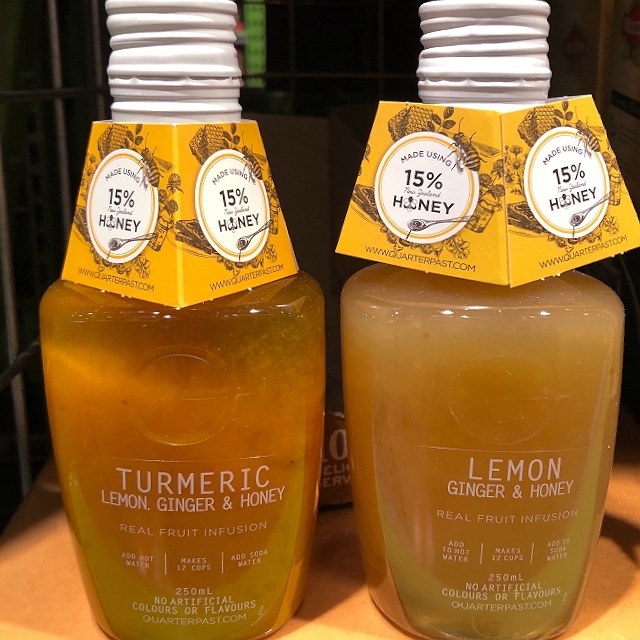 MADE USING
15%
New Zealand
HONEY
WWW.QUARTERPAST.COM
MADE USING
15%
New Zealand
HONEY
TURMERIC
LEMON, GINGER & HONEY
REAL FRUIT INFUSION
ADD HOT
WATER
MAKES
12 CUPS
ADD SODA
WATER
250mL
NO ARTIFICIAL
COLOURS OR FLAVOURS
QUARTERPAST.COM
MADE USING
15%
New Zealand
HONEY
WWW.QUARTERPAST.COM
MADE USING
15%
New Zealand
HONEY
WWW.QUARTERPAST.COM
LEMON
GINGER & HONEY
REAL FRUIT INFUSION
ADD
TO HOT
WATER
MAKES
12 CUPS
ADD TO
SODA
WATER
250mL
NO ARTIFICIAL
COLOURS OR FLAVOURS
QUARTERPAST.COM